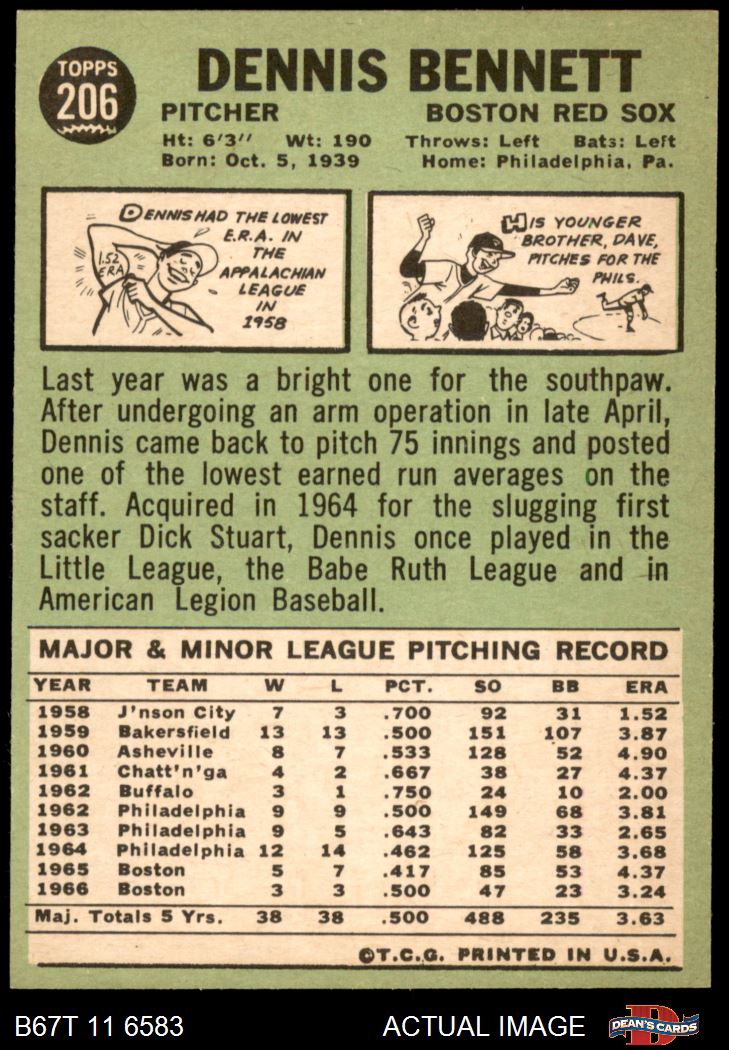 TOPPS
206
DENNIS BENNETT
PITCHER BOSTON RED SOX
Ht: 6'3" Wt: 190 Throws: Left Bats: Left
Born: Oct. 5, 1939 Home: Philadelphia, Pa.
DENNIS HAD THE LOWEST
E.R.A. IN
THE
APPALACHIAN
LEAGUE
IN
1958
1.52
ERA
HIS YOUNGER
BROTHER, DAVE,
PITCHES FOR THE
PHILS.
Last year was a bright one for the southpaw.
After undergoing an arm operation in late April,
Dennis came back to pitch 75 innings and posted
one of the lowest earned run averages on the
staff. Acquired in 1964 for the slugging first
sacker Dick Stuart, Dennis once played in the
Little League, the Babe Ruth League and in
American Legion Baseball.
MAJOR & MINOR LEAGUE PITCHING RECORD
YEAR TEAM W L PCT. SO BB ERA
1958 J'nson City 7 3 .700 92 31 1.52
1959 Bakersfield 13 13 .500 151 107 3.87
1960 Asheville 8 7 .533 128 52 4.90
1961 Chatt'n'ga 4 2 .667 38 27 4.37
1962 Buffalo 3 1 .750 24 10 2.00
1962 Philadelphia 9 9 .500 149 68 3.81
1963 Philadelphia 9 5 .643 82 33 2.65
1964 Philadelphia 12 14 .462 125 58 3.68
1965 Boston 5 7 .417 85 53 4.37
1966 Boston 3 3 .500 47 23 3.24
Maj. Totals 5 Yrs. 38 38 .500 488 235 3.63
©T.C.G. PRINTED IN U.S.A.
B67T 11 6583 ACTUAL IMAGE
D
DEAN'S CARDS